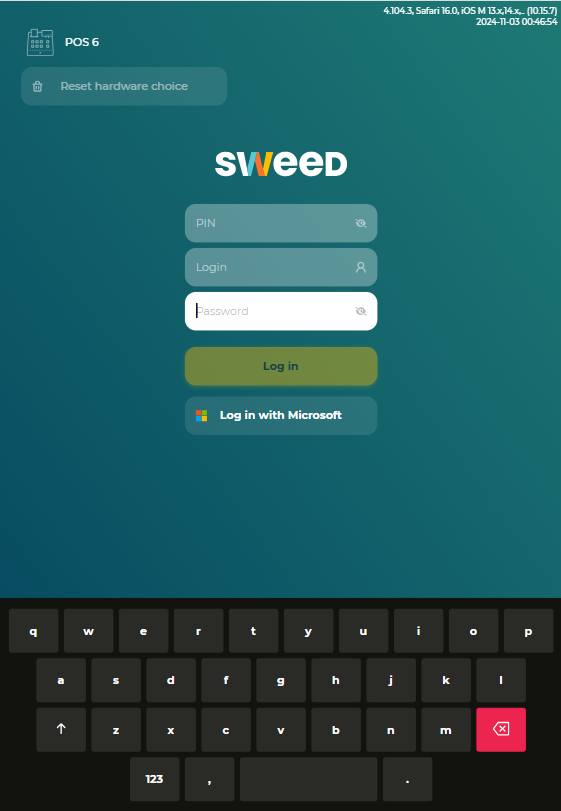 4.104.3, Safari 16.0, iOS M 13.x,14.x,.. (10.15.7)
2024-11-03 00:46:54
POS 6
Reset hardware choice
sweeD
PIN
Login
Password
Log in
Log in with Microsoft
q w e r t y u i o p
a s d f g h j k l
z x c v b n m
123 , .